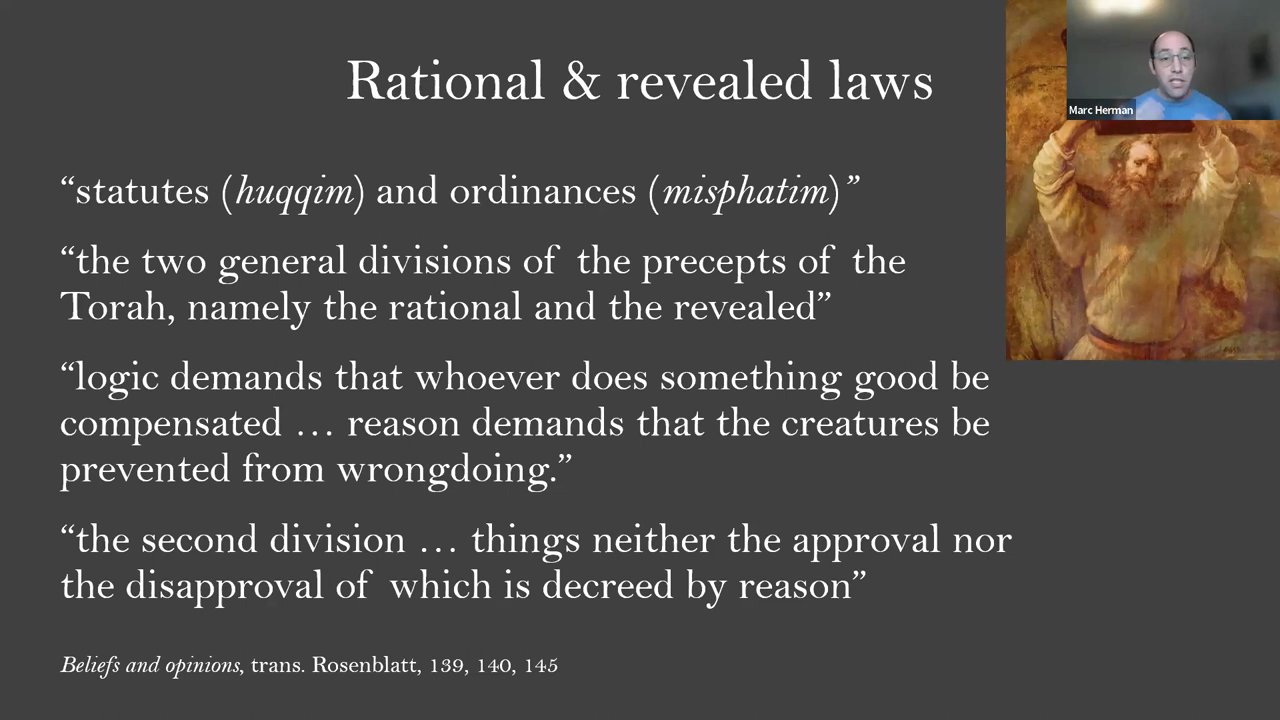 Rational & revealed laws
Marc Herman
“statutes (huqqim) and ordinances (misphatim)”
“the two general divisions of the precepts of the
Torah, namely the rational and the revealed”
“logic demands that whoever does something good be
compensated … reason demands that the creatures be
prevented from wrongdoing.”
“the second division … things neither the approval nor
the disapproval of which is decreed by reason”
Beliefs and opinions, trans. Rosenblatt, 139, 140, 145